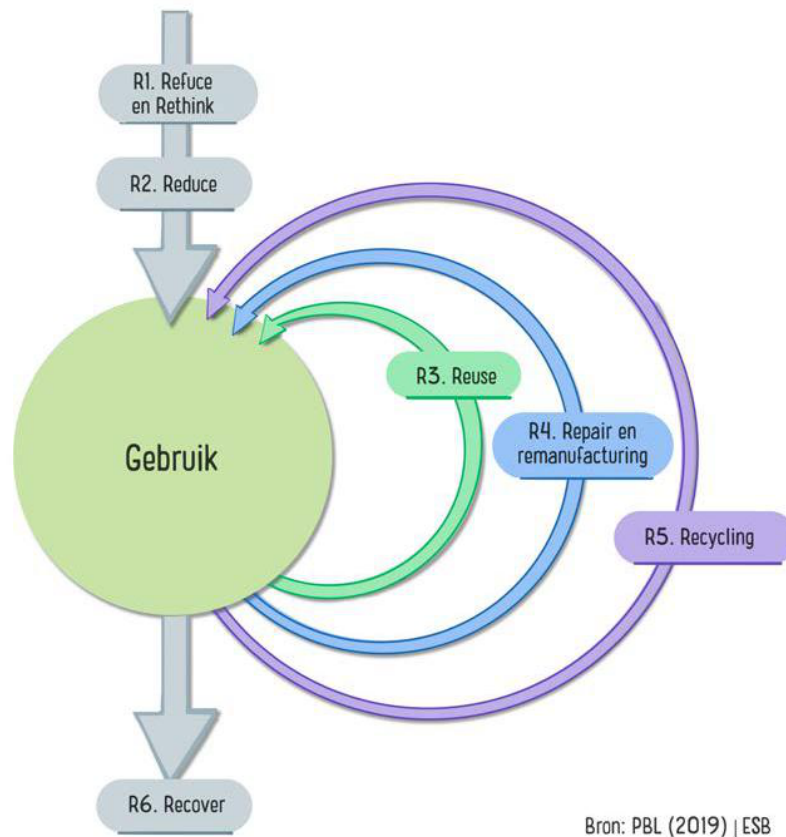 R1. Refuce
en Rethink
R2. Reduce
R3. Reuse
R4. Repair en
remanufacturing
Gebruik
R5. Recycling
R6. Recover
Bron: PBL (2019) | ESB